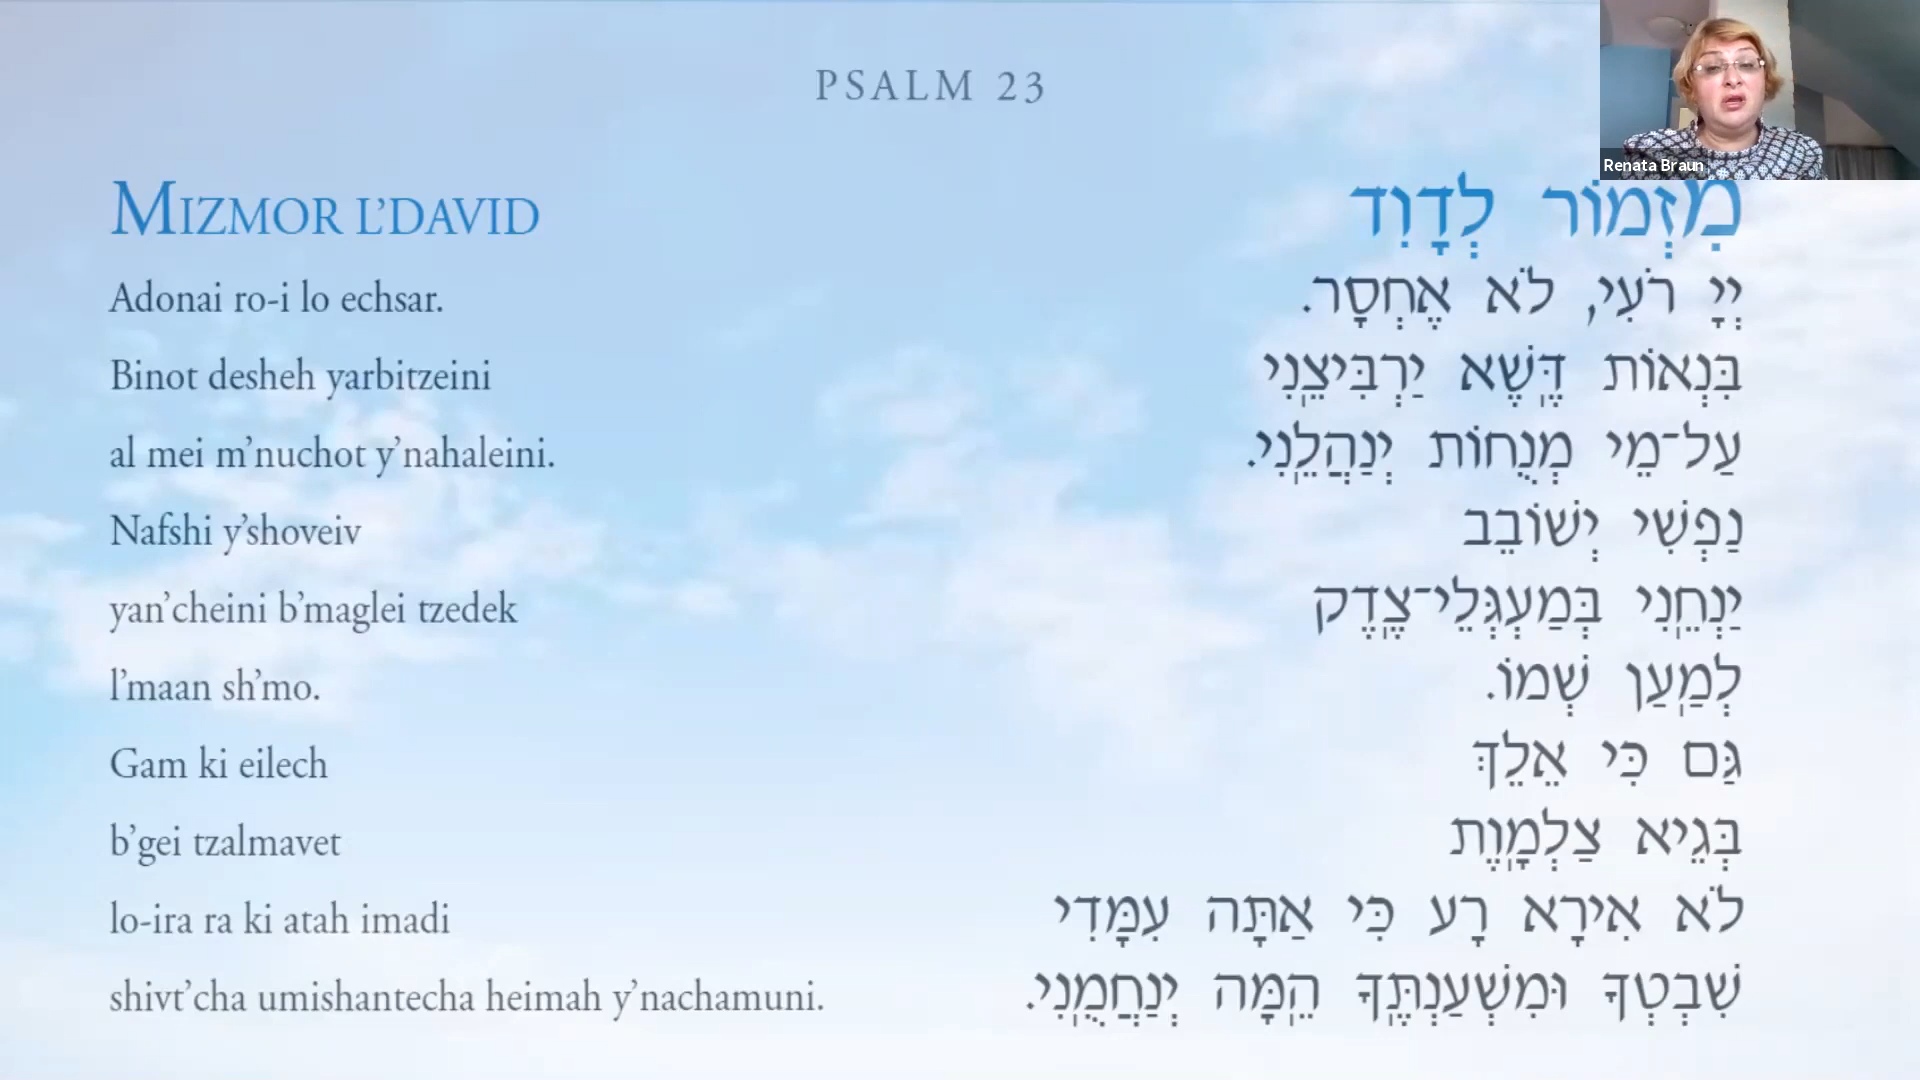 PSALM 23
Renata Braun
MIZMOR L’DAVID
Adonai ro-i lo echsar.
Binot desheh yarbitzeini
al mei m’nuchot y’nahaleini.
Nafshi y’shoveiv
yan’cheini b’maglei tzedek
l’maan sh’mo.
Gam ki eilech
b’gei tzalmavet
lo-ira ra ki atah imadi
shivt’cha umishantecha heimah y’nachamuni.
מִזְמוֹר לְדָוִד
יְיָ רֹעִי, לֹא אֶחְסָר.
בִּנְאוֹת דֶּֽשֶׁא יַרְבִּיצֵֽנִי
עַל־מֵי מְנֻחוֹת יְנַהֲלֵֽנִי.
נַפְשִׁי יְשׁוֹבֵב
יַנְחֵֽנִי בְּמַעְגְּלֵי־צֶֽדֶק
לְמַֽעַן שְׁמוֹ.
גַּם כִּי אֵלֵךְ
בְּגֵיא צַלְמָֽוֶת
לֹא אִירָא רָע כִּי אַתָּה עִמָּדִי
שִׁבְטְךָ וּמִשְׁעַנְתֶּֽךָ הֵֽמָּה יְנַחֲמֻֽנִי.